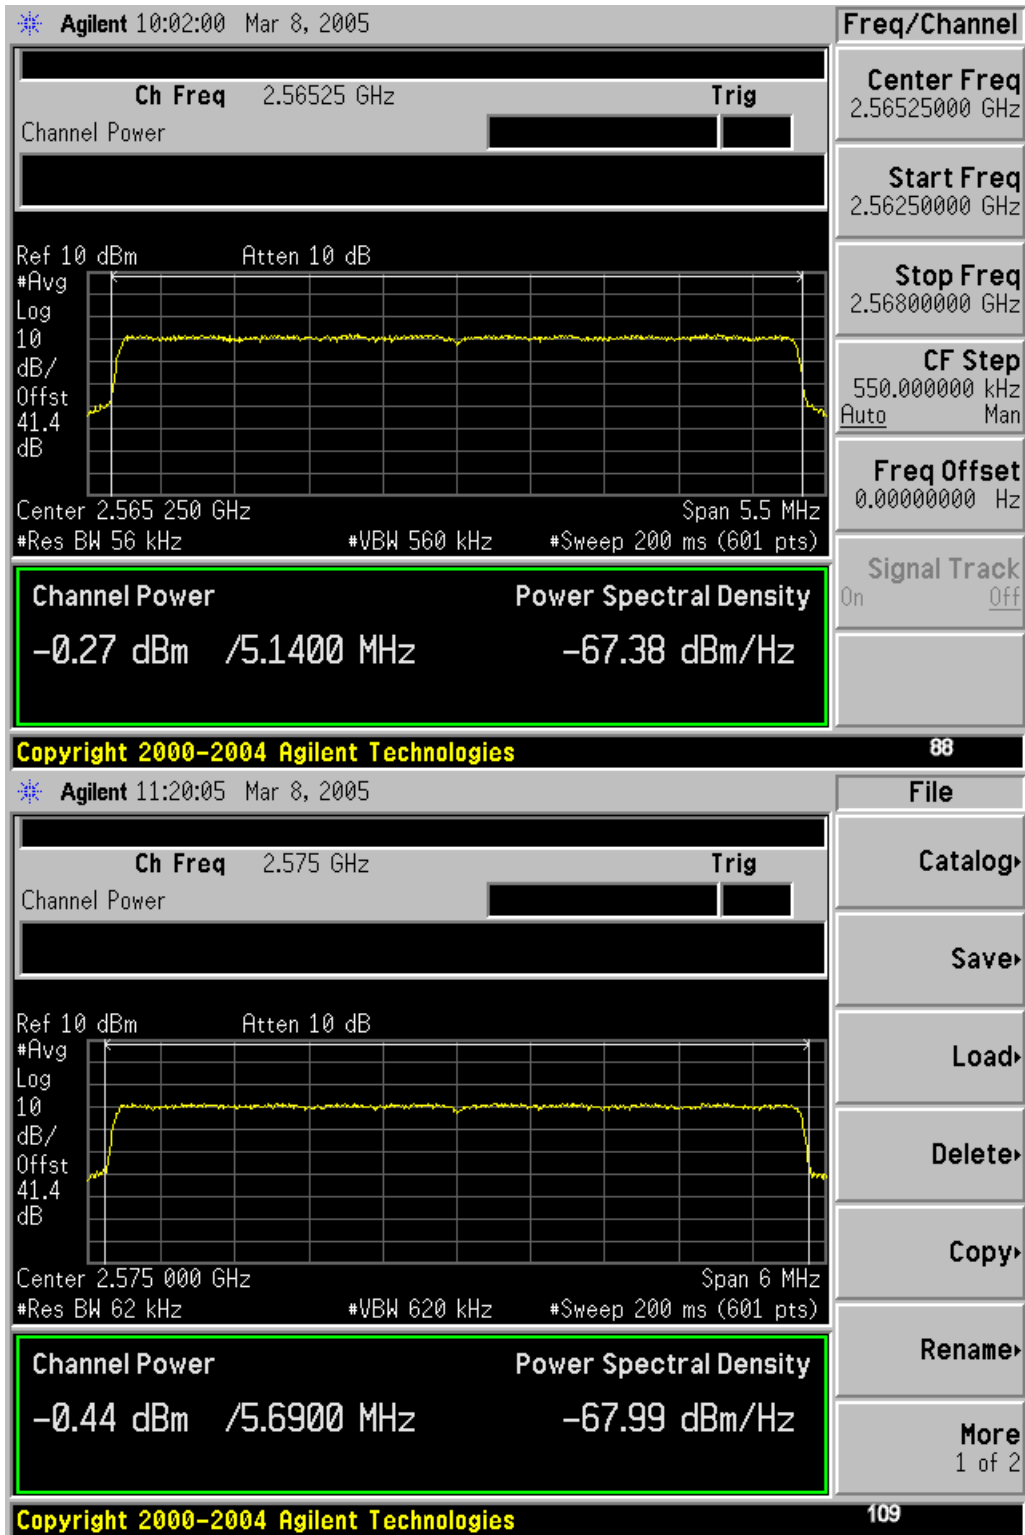 Agilent 10:02:00 Mar 8, 2005
Freq/Channel
Ch Freq 2.56525 GHz Trig
Channel Power
Center Freq
2.56525000 GHz
Start Freq
2.56250000 GHz
Stop Freq
2.56800000 GHz
CF Step
550.000000 kHz
Auto Man
Freq Offset
0.00000000 Hz
Signal Track
On Off
Ref 10 dBm Atten 10 dB
#Avg
Log
10
dB/
Offst
41.4
dB
Center 2.565 250 GHz Span 5.5 MHz
#Res BW 56 kHz #VBW 560 kHz #Sweep 200 ms (601 pts)
Channel Power Power Spectral Density
-0.27 dBm /5.1400 MHz -67.38 dBm/Hz
Copyright 2000-2004 Agilent Technologies 88
Agilent 11:20:05 Mar 8, 2005
File
Ch Freq 2.575 GHz Trig
Channel Power
Catalog
Save
Load
Delete
Copy
Rename
More
1 of 2
Ref 10 dBm Atten 10 dB
#Avg
Log
10
dB/
Offst
41.4
dB
Center 2.575 000 GHz Span 6 MHz
#Res BW 62 kHz #VBW 620 kHz #Sweep 200 ms (601 pts)
Channel Power Power Spectral Density
-0.44 dBm /5.6900 MHz -67.99 dBm/Hz
Copyright 2000-2004 Agilent Technologies 109